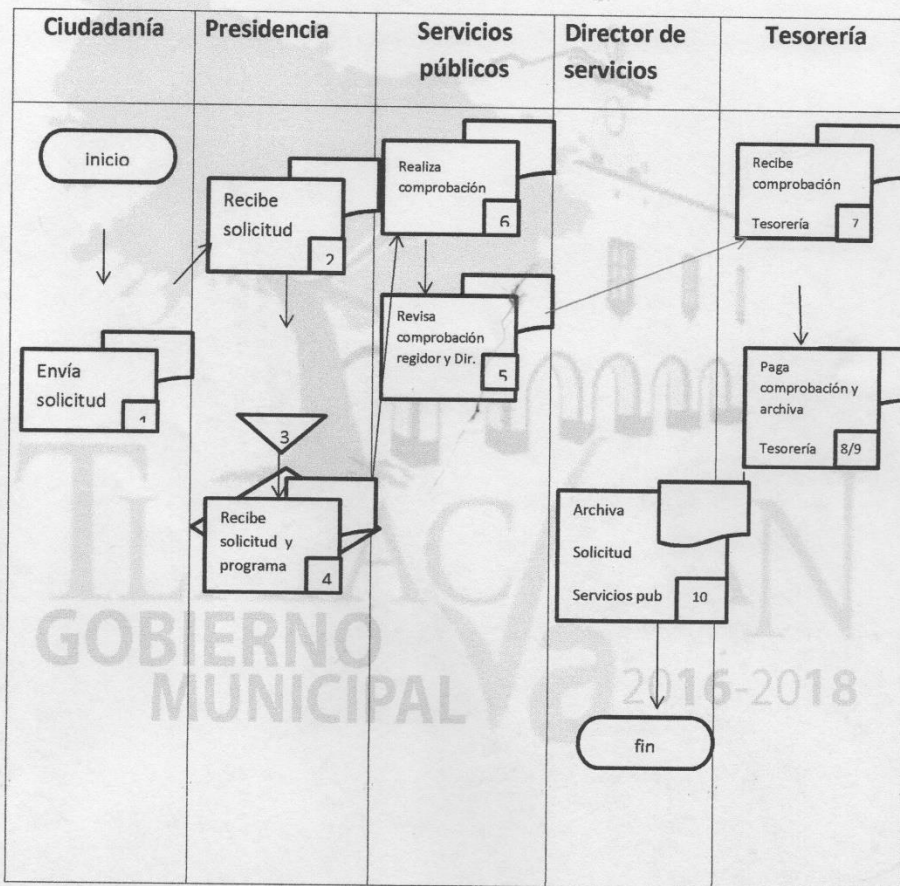 Ciudadanía
Presidencia
Servicios
públicos
Director de
servicios
Tesorería
inicio
Envía
solicitud
1
Recibe
solicitud
2
3
Recibe
solicitud y
programa
4
Realiza
comprobación
6
Revisa
comprobación
regidor y Dir.
5
Recibe
comprobación
Tesorería
7
Paga
comprobación y
archiva
Tesorería
8/9
Archiva
Solicitud
Servicios pub
10
fin
GOBIERNO
MUNICIPAL
Va
2016-2018